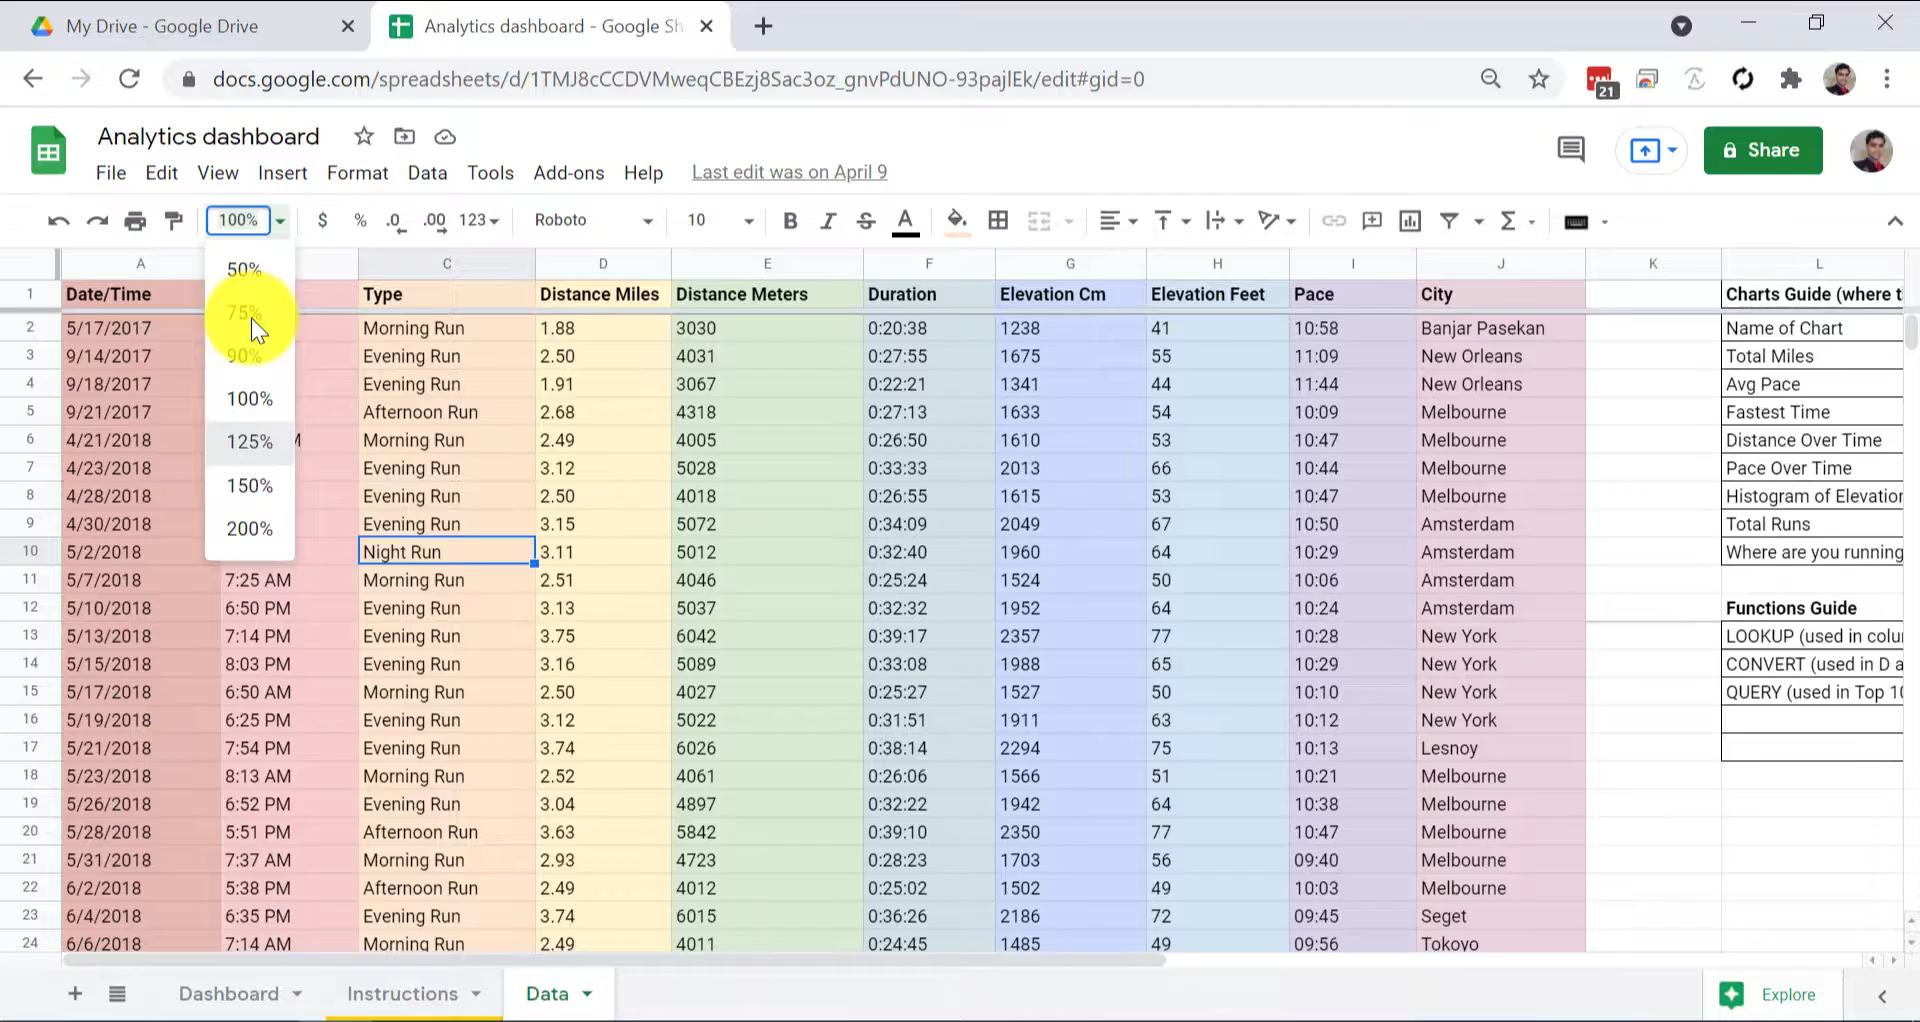 My Drive - Google Drive
Analytics dashboard - Google Sh
docs.google.com/spreadsheets/d/1TMJ8cCCDVMweqCBEzj8Sac3oz_gnvPdUNO-93pajlEk/edit#gid=0
21
Analytics dashboard
File Edit View Insert Format Data Tools Add-ons Help Last edit was on April 9
Share
100% $ % .0 .00 123 Roboto 10 B I S A
50%
75%
90%
100%
125%
150%
200%
A C D E F G H I J K L
1 Date/Time Type Distance Miles Distance Meters Duration Elevation Cm Elevation Feet Pace City Charts Guide (where t
2 5/17/2017 Morning Run 1.88 3030 0:20:38 1238 41 10:58 Banjar Pasekan Name of Chart
3 9/14/2017 Evening Run 2.50 4031 0:27:55 1675 55 11:09 New Orleans Total Miles
4 9/18/2017 Evening Run 1.91 3067 0:22:21 1341 44 11:44 New Orleans Avg Pace
5 9/21/2017 Afternoon Run 2.68 4318 0:27:13 1633 54 10:09 Melbourne Fastest Time
6 4/21/2018 M Morning Run 2.49 4005 0:26:50 1610 53 10:47 Melbourne Distance Over Time
7 4/23/2018 Evening Run 3.12 5028 0:33:33 2013 66 10:44 Melbourne Pace Over Time
8 4/28/2018 Evening Run 2.50 4018 0:26:55 1615 53 10:47 Melbourne Histogram of Elevation
9 4/30/2018 Evening Run 3.15 5072 0:34:09 2049 67 10:50 Amsterdam Total Runs
10 5/2/2018 Night Run 3.11 5012 0:32:40 1960 64 10:29 Amsterdam Where are you running
11 5/7/2018 7:25 AM Morning Run 2.51 4046 0:25:24 1524 50 10:06 Amsterdam
12 5/10/2018 6:50 PM Evening Run 3.13 5037 0:32:32 1952 64 10:24 Amsterdam Functions Guide
13 5/13/2018 7:14 PM Evening Run 3.75 6042 0:39:17 2357 77 10:28 New York LOOKUP (used in colu
14 5/15/2018 8:03 PM Evening Run 3.16 5089 0:33:08 1988 65 10:29 New York CONVERT (used in D a
15 5/17/2018 6:50 AM Morning Run 2.50 4027 0:25:27 1527 50 10:10 New York QUERY (used in Top 10
16 5/19/2018 6:25 PM Evening Run 3.12 5022 0:31:51 1911 63 10:12 New York
17 5/21/2018 7:54 PM Evening Run 3.74 6026 0:38:14 2294 75 10:13 Lesnoy
18 5/23/2018 8:13 AM Morning Run 2.52 4061 0:26:06 1566 51 10:21 Melbourne
19 5/26/2018 6:52 PM Evening Run 3.04 4897 0:32:22 1942 64 10:38 Melbourne
20 5/28/2018 5:51 PM Afternoon Run 3.63 5842 0:39:10 2350 77 10:47 Melbourne
21 5/31/2018 7:37 AM Morning Run 2.93 4723 0:28:23 1703 56 09:40 Melbourne
22 6/2/2018 5:38 PM Afternoon Run 2.49 4012 0:25:02 1502 49 10:03 Melbourne
23 6/4/2018 6:35 PM Evening Run 3.74 6015 0:36:26 2186 72 09:45 Seget
24 6/6/2018 7:14 AM Morning Run 2.49 4011 0:24:45 1485 49 09:56 Tokoyo
Dashboard Instructions Data Explore